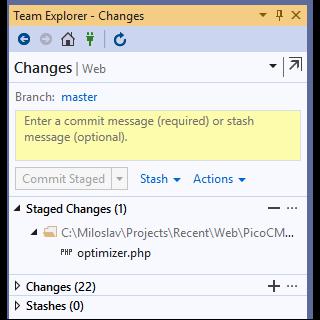 Team Explorer - Changes
Changes | Web
Branch: master
Enter a commit message (required) or stash
message (optional).
Commit Staged Stash Actions
Staged Changes (1)
C:\Miloslav\Projects\Recent\Web\PicoCM...
PHP optimizer.php
Changes (22)
Stashes (0)